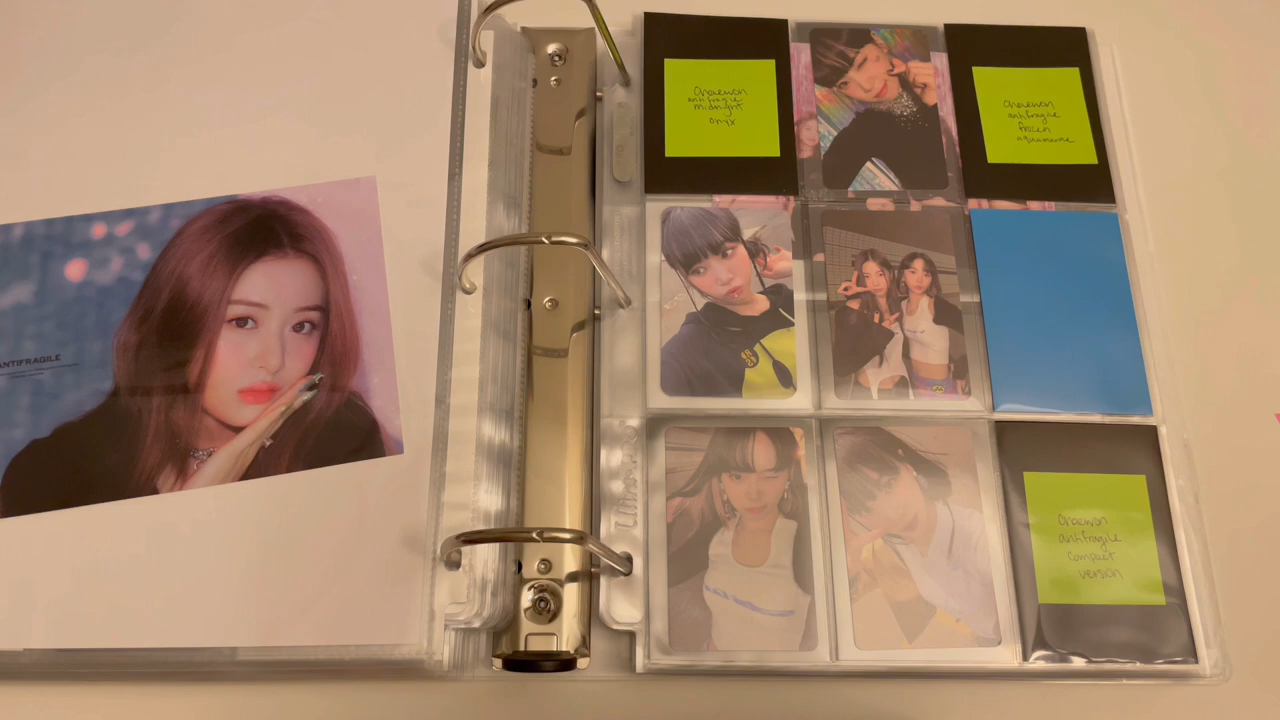 ANTIFRAGILE
Chaewon
antifragile
midnight
onyx
Chaewon
antifragile
frozen
aquamarine
Chaewon
antifragile
compact
version